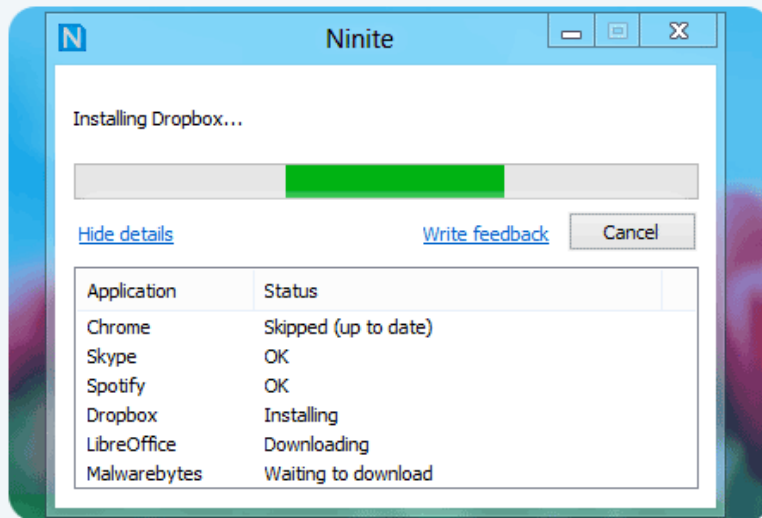 N Ninite
Installing Dropbox...
Hide details Write feedback Cancel
Application Status
Chrome Skipped (up to date)
Skype OK
Spotify OK
Dropbox Installing
LibreOffice Downloading
Malwarebytes Waiting to download